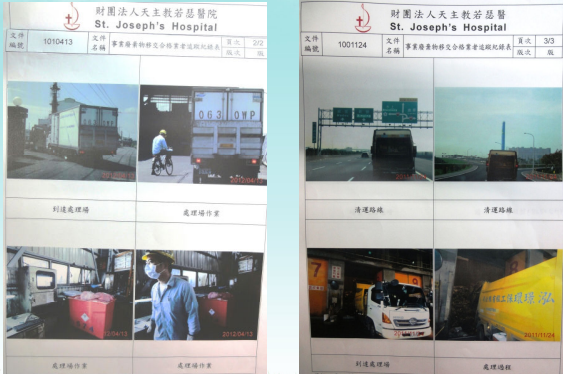 財團法人天主教若瑟醫院
St. Joseph's Hospital
文件編號 1010413 文件名稱 事業廢棄物移交合格業者追蹤紀錄表 頁次 2/2
版次 版
063 0WP
2012/04/13
到達處理場 處理場作業
2012/04/13
處理場作業 處理場作業
財團法人天主教若瑟醫
St. Joseph's Hospital
文件編號 1001124 文件名稱 事業廢棄物移交合格業者追蹤紀錄表 頁次 3/3
版次 版
清運路線 清運路線
7 9
2011/11/24
到達處理場 處理過程